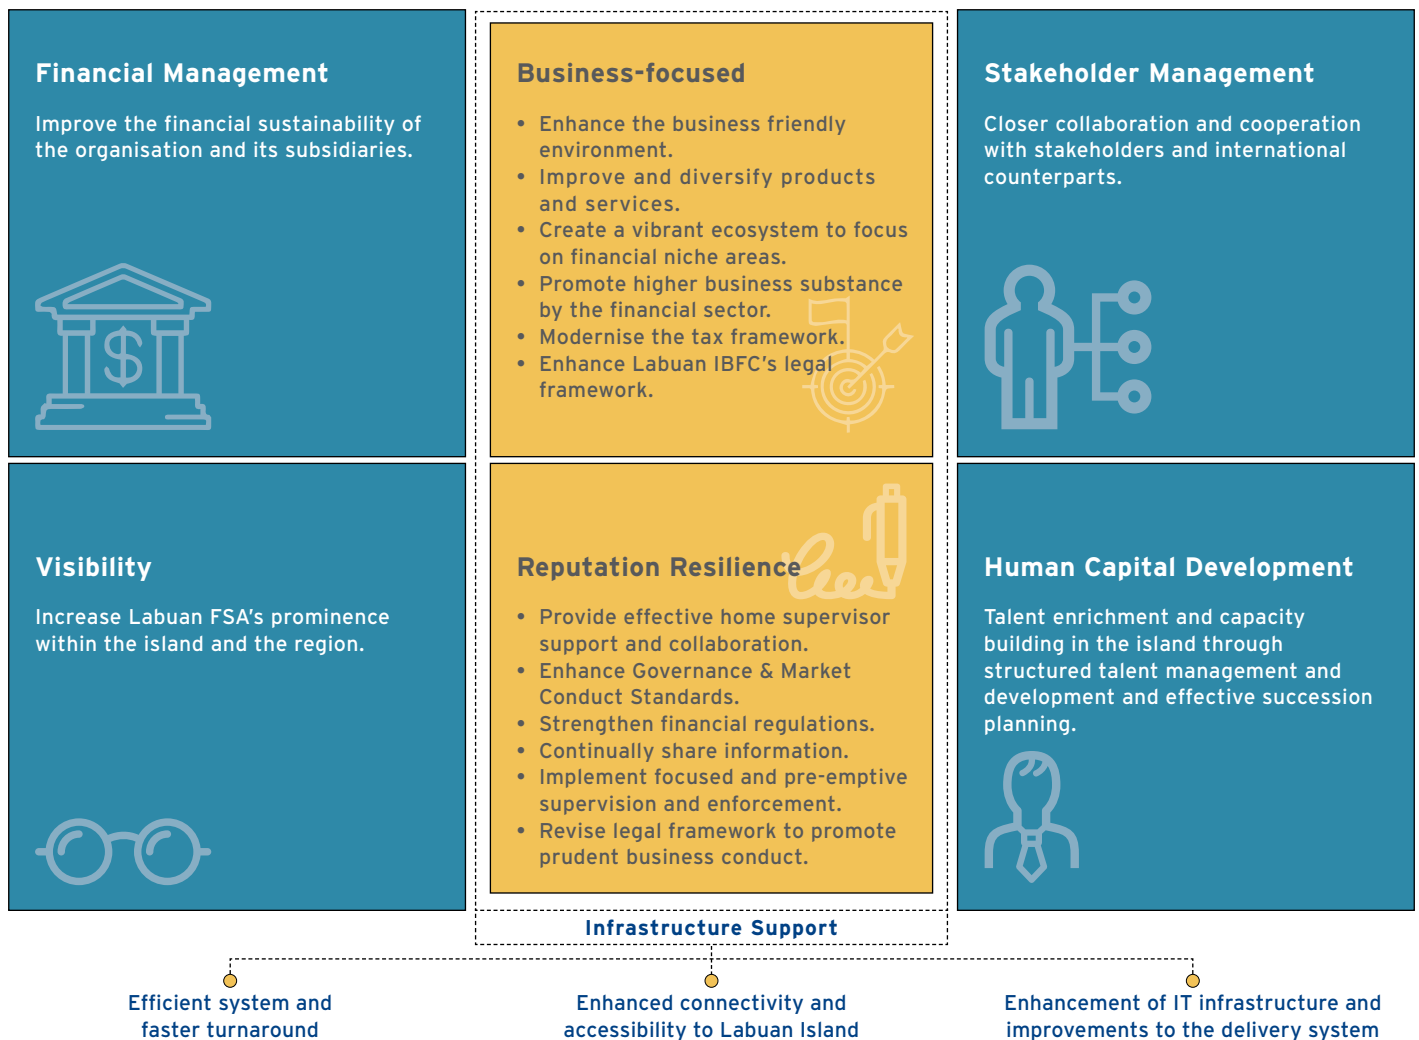 Financial Management
Improve the financial sustainability of
the organisation and its subsidiaries.
Business-focused
• Enhance the business friendly
environment.
• Improve and diversify products
and services.
• Create a vibrant ecosystem to focus
on financial niche areas.
• Promote higher business substance
by the financial sector.
• Modernise the tax framework.
• Enhance Labuan IBFC's legal
framework.
Stakeholder Management
Closer collaboration and cooperation
with stakeholders and international
counterparts.
$
Visibility
Increase Labuan FSA's prominence
within the island and the region.
Reputation Resilience
• Provide effective home supervisor
support and collaboration.
• Enhance Governance & Market
Conduct Standards.
• Strengthen financial regulations.
• Continually share information.
• Implement focused and pre-emptive
supervision and enforcement.
• Revise legal framework to promote
prudent business conduct.
Human Capital Development
Talent enrichment and capacity
building in the island through
structured talent management and
development and effective succession
planning.
Infrastructure Support
Efficient system and
faster turnaround
Enhanced connectivity and
accessibility to Labuan Island
Enhancement of IT infrastructure and
improvements to the delivery system